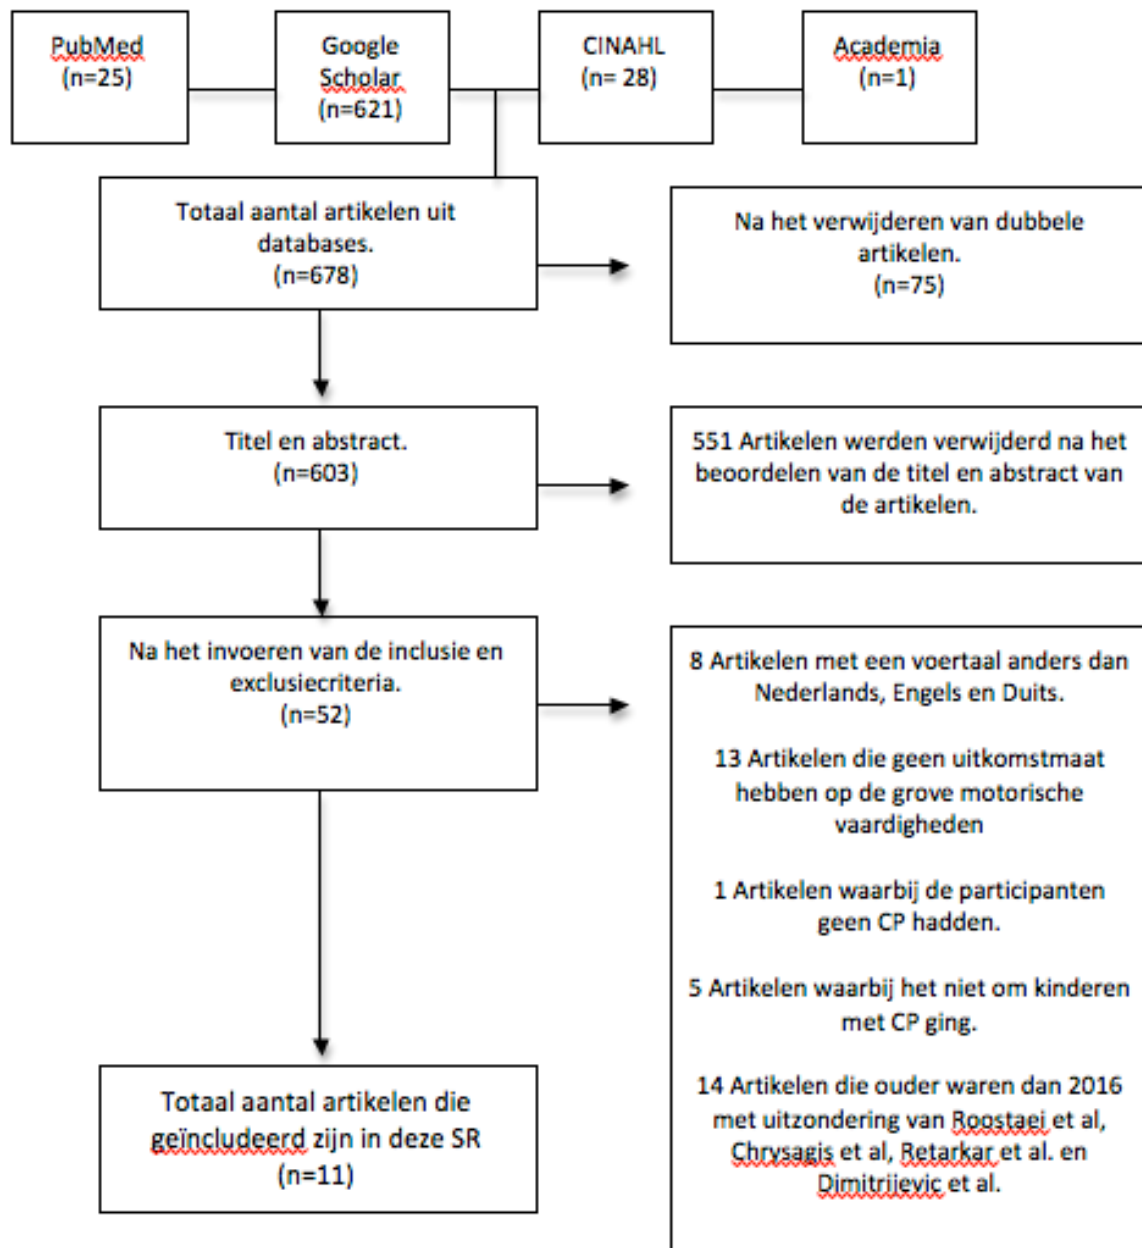 PubMed
(n=25)
Google
Scholar
(n=621)
CINAHL
(n= 28)
Academia
(n=1)
Totaal aantal artikelen uit
databases.
(n=678)
Na het verwijderen van dubbele
artikelen.
(n=75)
Titel en abstract.
(n=603)
551 Artikelen werden verwijderd na het
beoordelen van de titel en abstract van
de artikelen.
Na het invoeren van de inclusie en
exclusiecriteria.
(n=52)
8 Artikelen met een voertaal anders dan
Nederlands, Engels en Duits.
13 Artikelen die geen uitkomstmaat
hebben op de grove motorische
vaardigheden
1 Artikelen waarbij de participanten
geen CP hadden.
5 Artikelen waarbij het niet om kinderen
met CP ging.
14 Artikelen die ouder waren dan 2016
met uitzondering van Roostaei et al,
Chrysagis et al, Retarkar et al. en
Dimitrijevic et al.
Totaal aantal artikelen die
geïncludeerd zijn in deze SR
(n=11)